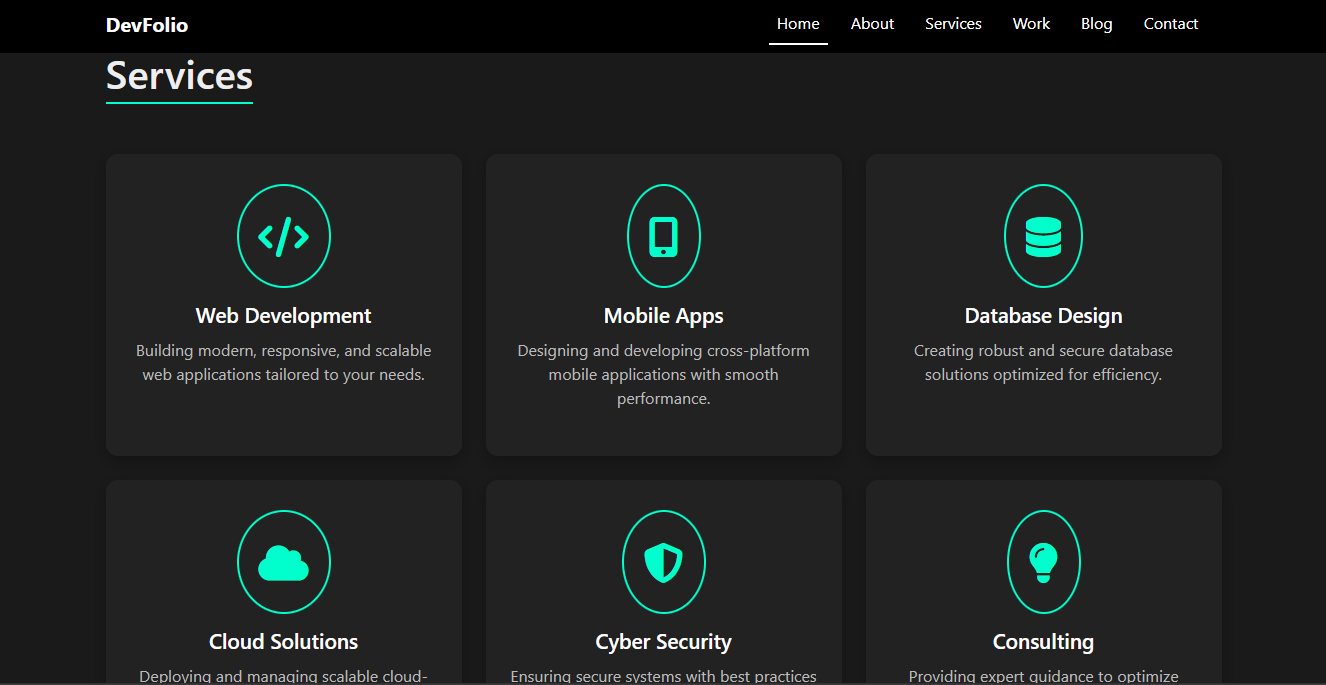 DevFolio
Home About Services Work Blog Contact
Services
Web Development
Building modern, responsive, and scalable
web applications tailored to your needs.
Mobile Apps
Designing and developing cross-platform
mobile applications with smooth
performance.
Database Design
Creating robust and secure database
solutions optimized for efficiency.
Cloud Solutions
Deploying and managing scalable cloud-
Cyber Security
Ensuring secure systems with best practices
Consulting
Providing expert guidance to optimize